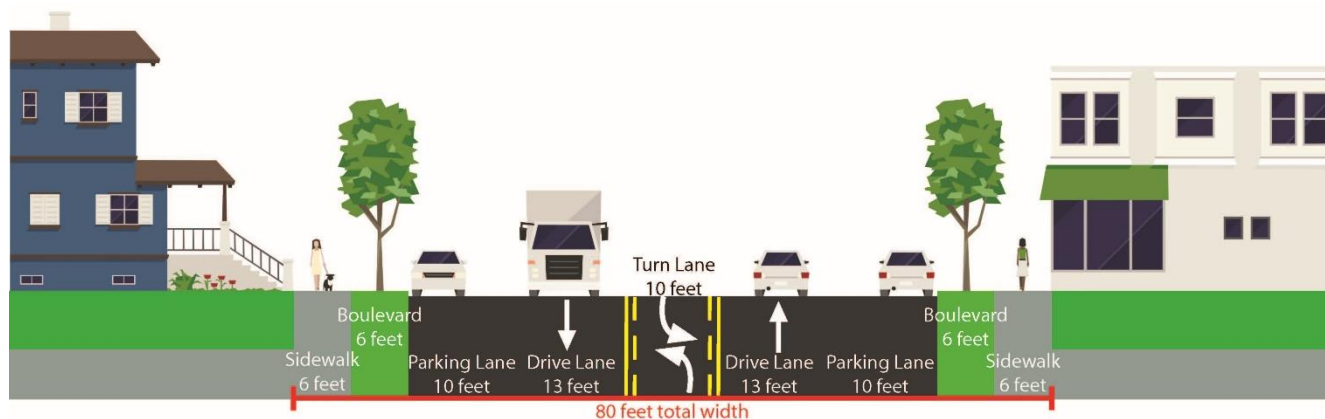 Sidewalk
6 feet
Boulevard
6 feet
Parking Lane
10 feet
Drive Lane
13 feet
Turn Lane
10 feet
Drive Lane
13 feet
Parking Lane
10 feet
Boulevard
6 feet
Sidewalk
6 feet
80 feet total width